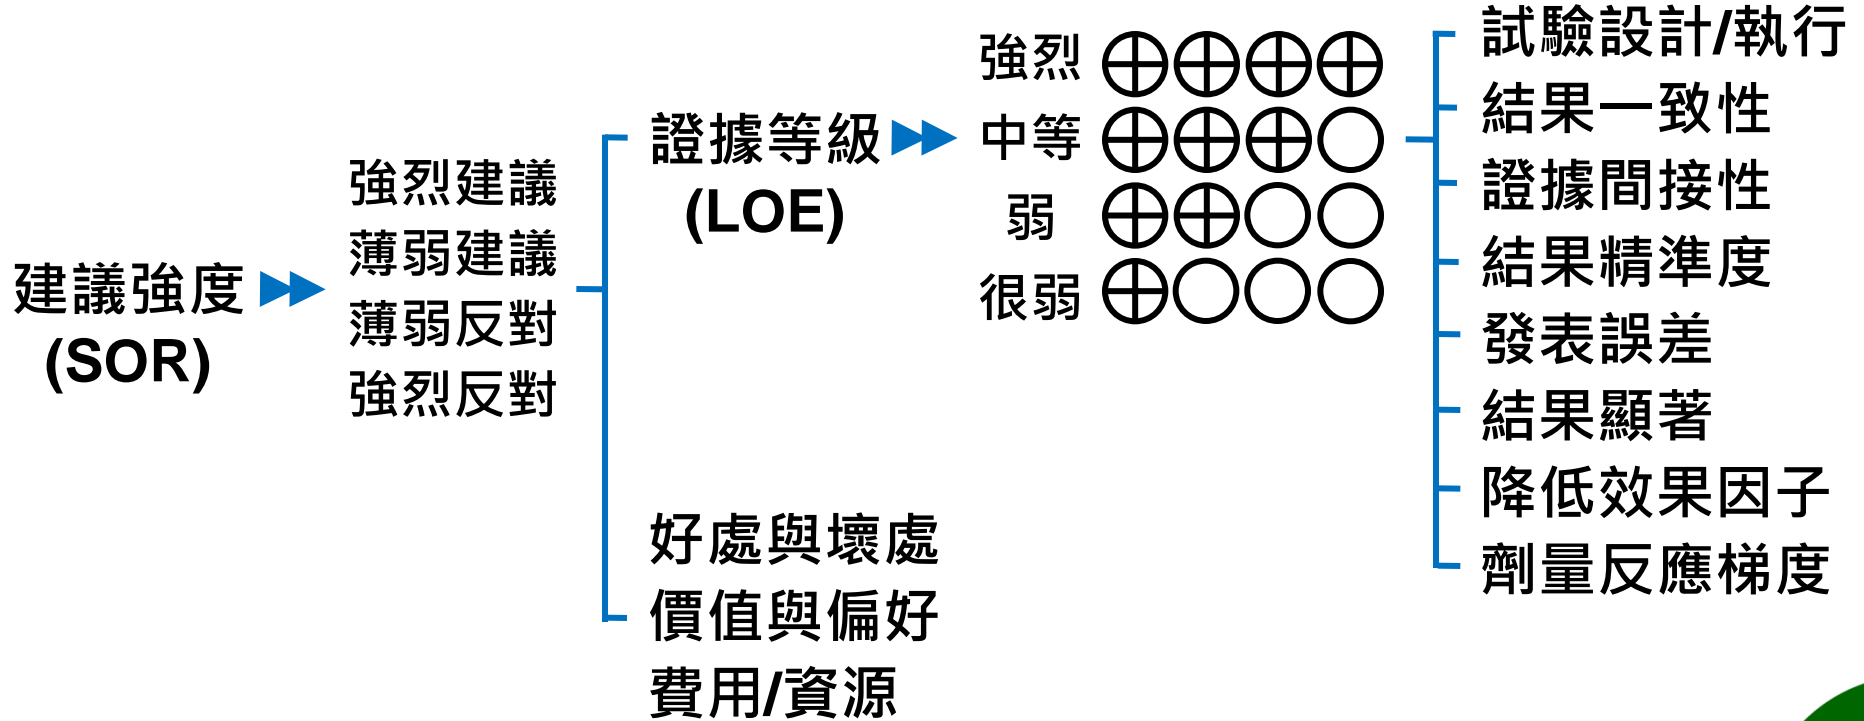 建議強度
(SOR)
強烈建議
薄弱建議
薄弱反對
強烈反對
證據等級
(LOE)
好處與壞處
價值與偏好
費用/資源
強烈
中等
弱
很弱
試驗設計/執行
結果一致性
證據間接性
結果精準度
發表誤差
結果顯著
降低效果因子
劑量反應梯度